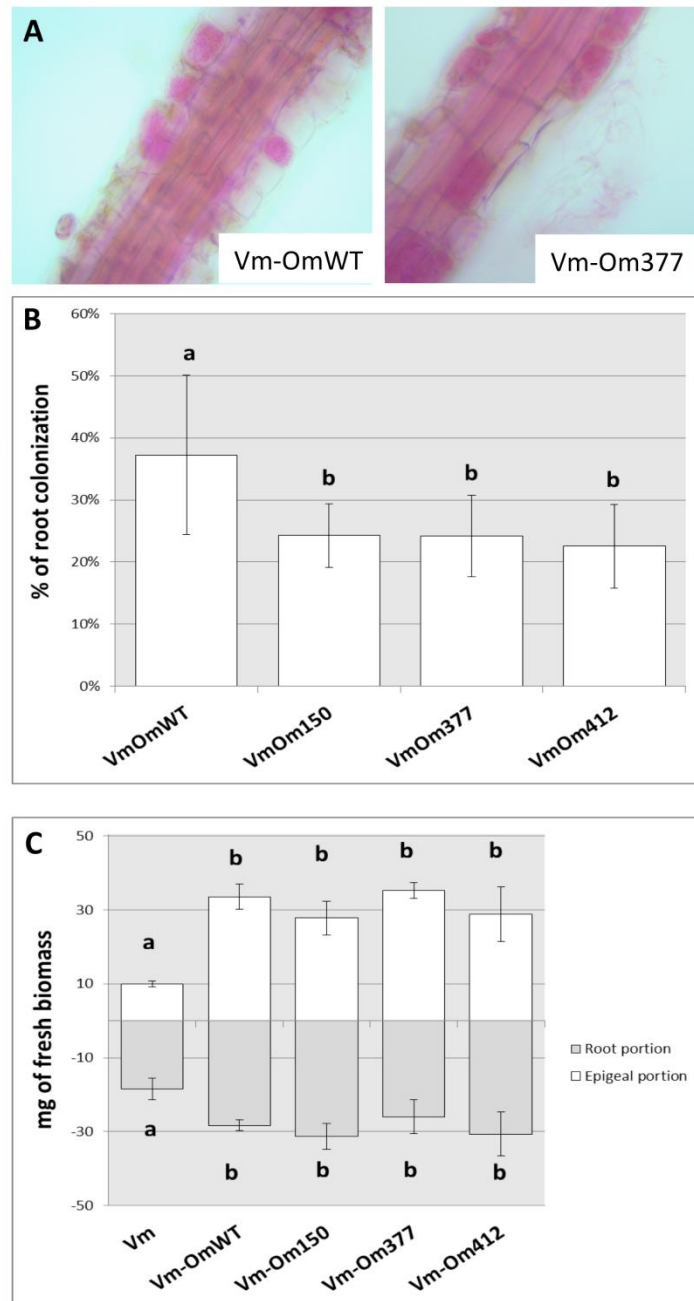 A
Vm-OmWT
Vm-Om377
B
% of root colonization
60%
50%
40%
30%
20%
10%
0%
a
b
b
b
VmOmWT
VmOm150
VmOm377
VmOm412
C
mg of fresh biomass
50
30
10
-10
-30
-50
a
b
b
b
b
a
b
b
b
b
Root portion
Epigeal portion
Vm
Vm-OmWT
Vm-Om150
Vm-Om377
Vm-Om412